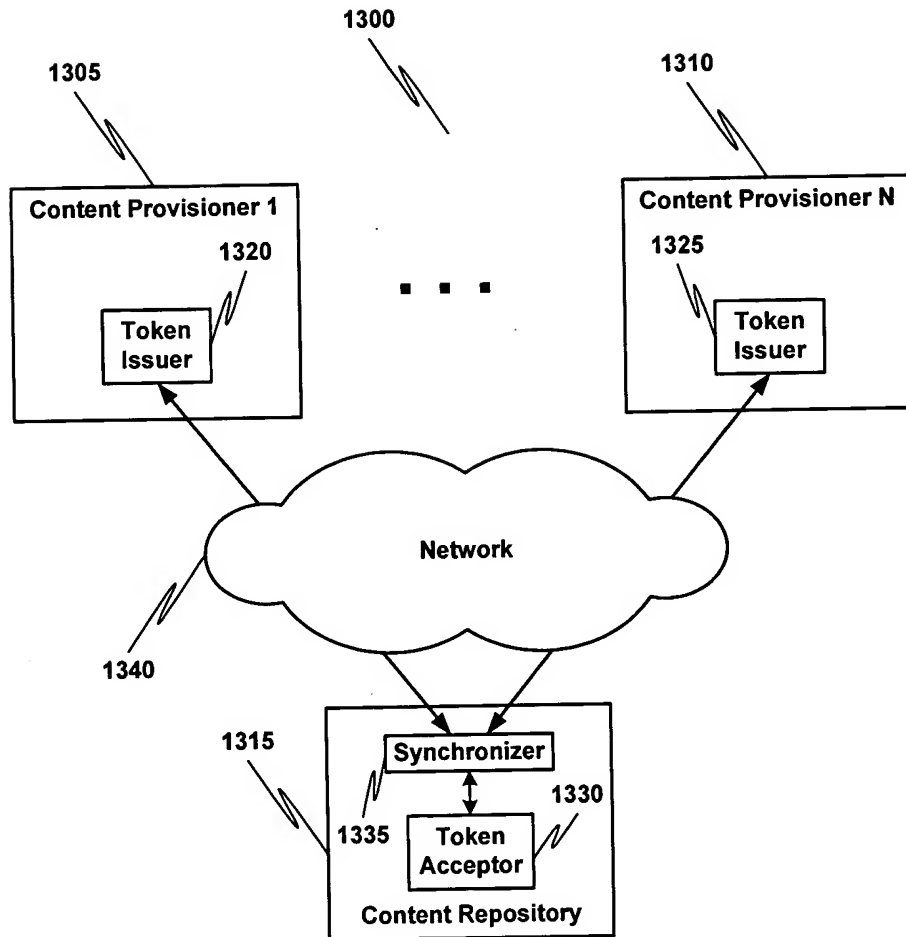 1300
1305
1310
Content Provisioner 1
Content Provisioner N
1320
1325
Token
Issuer
Token
Issuer
Network
1340
1315
Synchronizer
1335
1330
Token
Acceptor
Content Repository